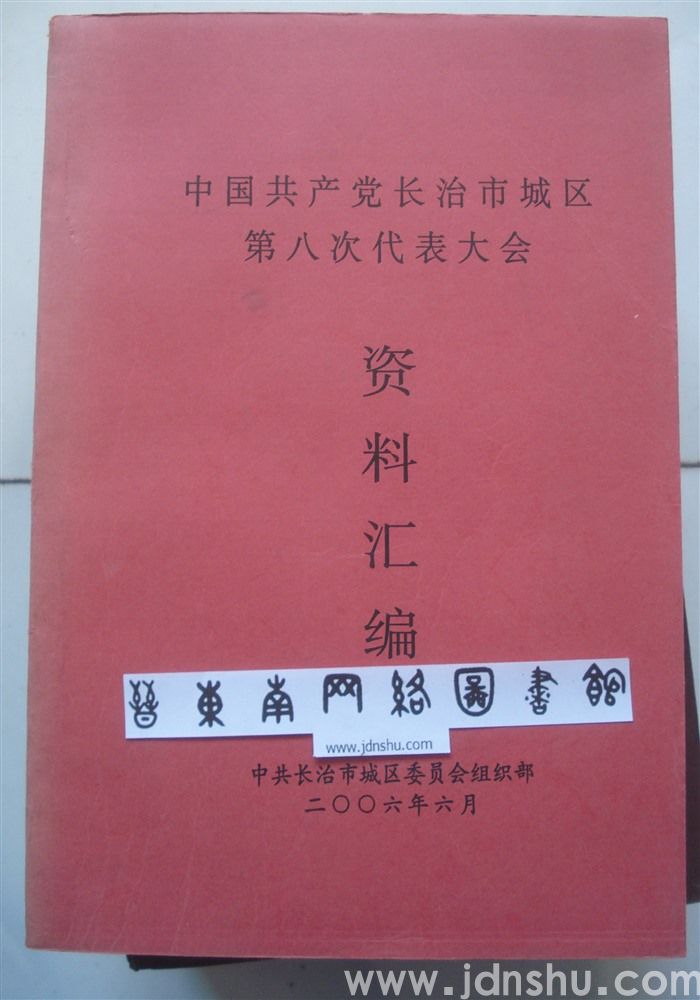 中国共产党长治市城区
第八次代表大会
资
料
汇
编
晉東南网絡圖書館
www.jdnshu.com
中共长治市城区委员会组织部
二〇〇六年六月
www.jdnshu.com